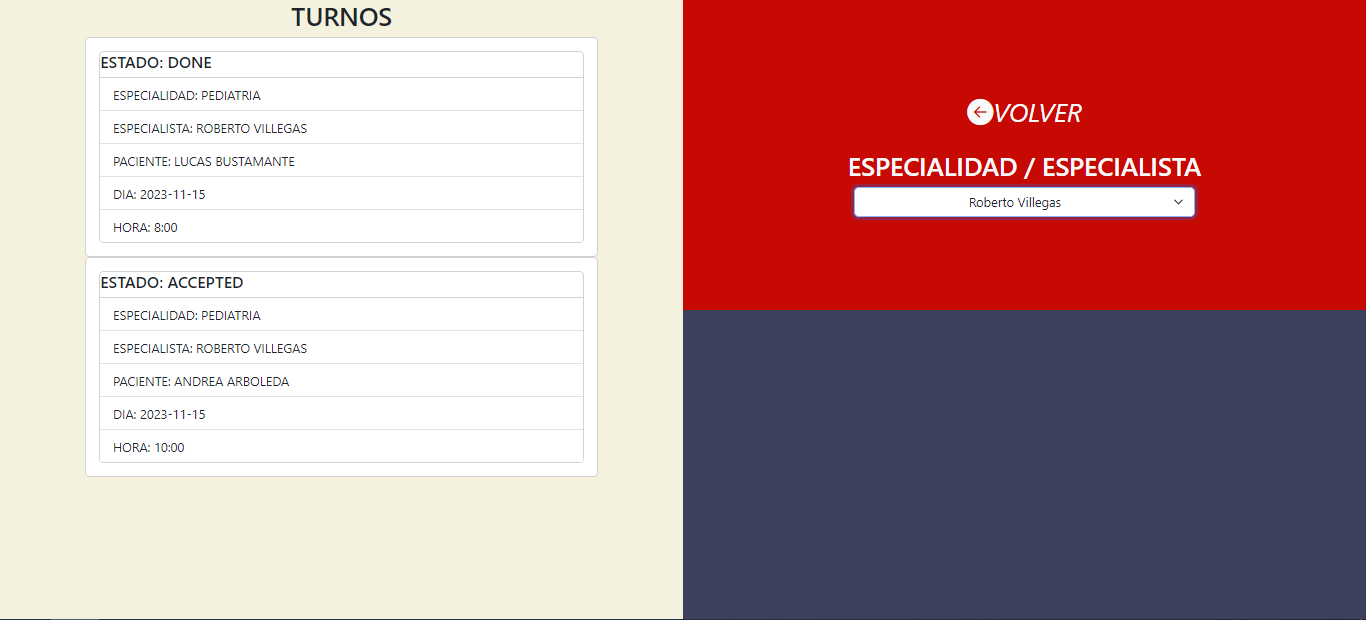 TURNOS
ESTADO: DONE
ESPECIALIDAD: PEDIATRIA
ESPECIALISTA: ROBERTO VILLEGAS
PACIENTE: LUCAS BUSTAMANTE
DIA: 2023-11-15
HORA: 8:00
ESTADO: ACCEPTED
ESPECIALIDAD: PEDIATRIA
ESPECIALISTA: ROBERTO VILLEGAS
PACIENTE: ANDREA ARBOLEDA
DIA: 2023-11-15
HORA: 10:00
VOLVER
ESPECIALIDAD / ESPECIALISTA
Roberto Villegas